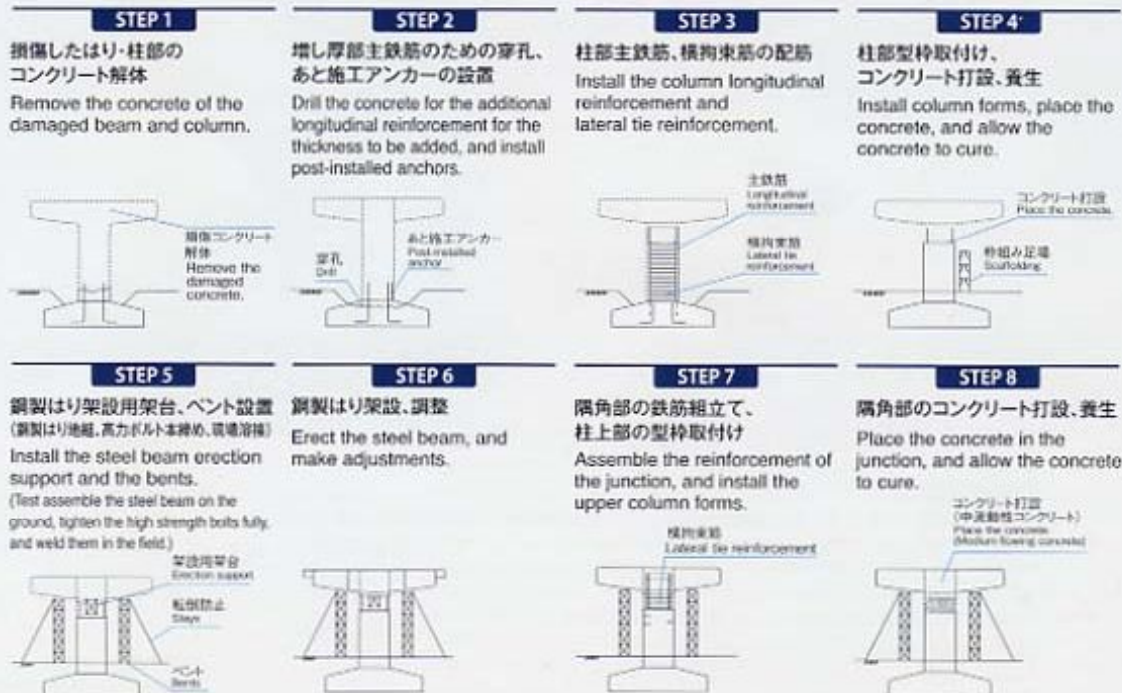 STEP 1
損傷したはり・柱部の
コンクリート解体
Remove the concrete of the
damaged beam and column.
損傷コンクリート
解体
Remove the
damaged
concrete.
STEP 2
増し厚部主鉄筋のための穿孔、
あと施工アンカーの設置
Drill the concrete for the additional
longitudinal reinforcement for the
thickness to be added, and install
post-installed anchors.
穿孔
Drill
あと施工アンカー
Post-installed
anchor
STEP 3
柱部主鉄筋、横拘束筋の配筋
Install the column longitudinal
reinforcement and
lateral tie reinforcement.
主鉄筋
Longitudinal
reinforcement
横拘束筋
Lateral tie
reinforcement
STEP 4
柱部型枠取付け、
コンクリート打設、養生
Install column forms, place the
concrete, and allow the
concrete to cure.
コンクリート打設
Place the concrete.
枠組み足場
Scaffolding
STEP 5
鋼製はり架設用架台、ベント設置
(鋼製はり地組、高力ボルト本締め、現場溶接)
Install the steel beam erection
support and the bents.
(Test assemble the steel beam on the
ground, tighten the high strength bolts fully,
and weld them in the field.)
架設用架台
Erection support
転倒防止
Stays
ベント
Bents
STEP 6
鋼製はり架設、調整
Erect the steel beam, and
make adjustments.
STEP 7
隅角部の鉄筋組立て、
柱上部の型枠取付け
Assemble the reinforcement of
the junction, and install the
upper column forms.
横拘束筋
Lateral tie reinforcement
STEP 8
隅角部のコンクリート打設、養生
Place the concrete in the
junction, and allow the concrete
to cure.
コンクリート打設
(中流動性コンクリート)
Place the concrete.
(Medium flowing concrete)